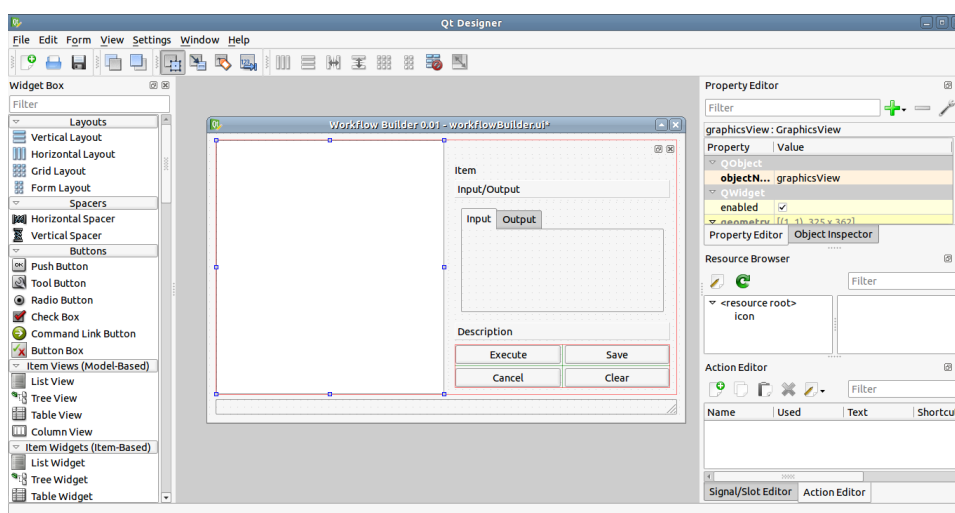 Qt Designer
File Edit Form View Settings Window Help
Widget Box
Filter
Layouts
Vertical Layout
Horizontal Layout
Grid Layout
Form Layout
Spacers
Horizontal Spacer
Vertical Spacer
Buttons
Push Button
Tool Button
Radio Button
Check Box
Command Link Button
Button Box
Item Views (Model-Based)
List View
Tree View
Table View
Column View
Item Widgets (Item-Based)
List Widget
Tree Widget
Table Widget
Workflow Builder 0.01 - workflowBuilder.ui*
Item
Input/Output
Input Output
Description
Execute Save
Cancel Clear
Property Editor
Filter
graphicsView : GraphicsView
Property Value
QObject
objectN... graphicsView
QWidget
enabled
geometry [(1, 1), 325 x 362]
Property Editor Object Inspector
Resource Browser
Filter
<resource root>
icon
Action Editor
Filter
Name Used Text Shortcu
Signal/Slot Editor Action Editor